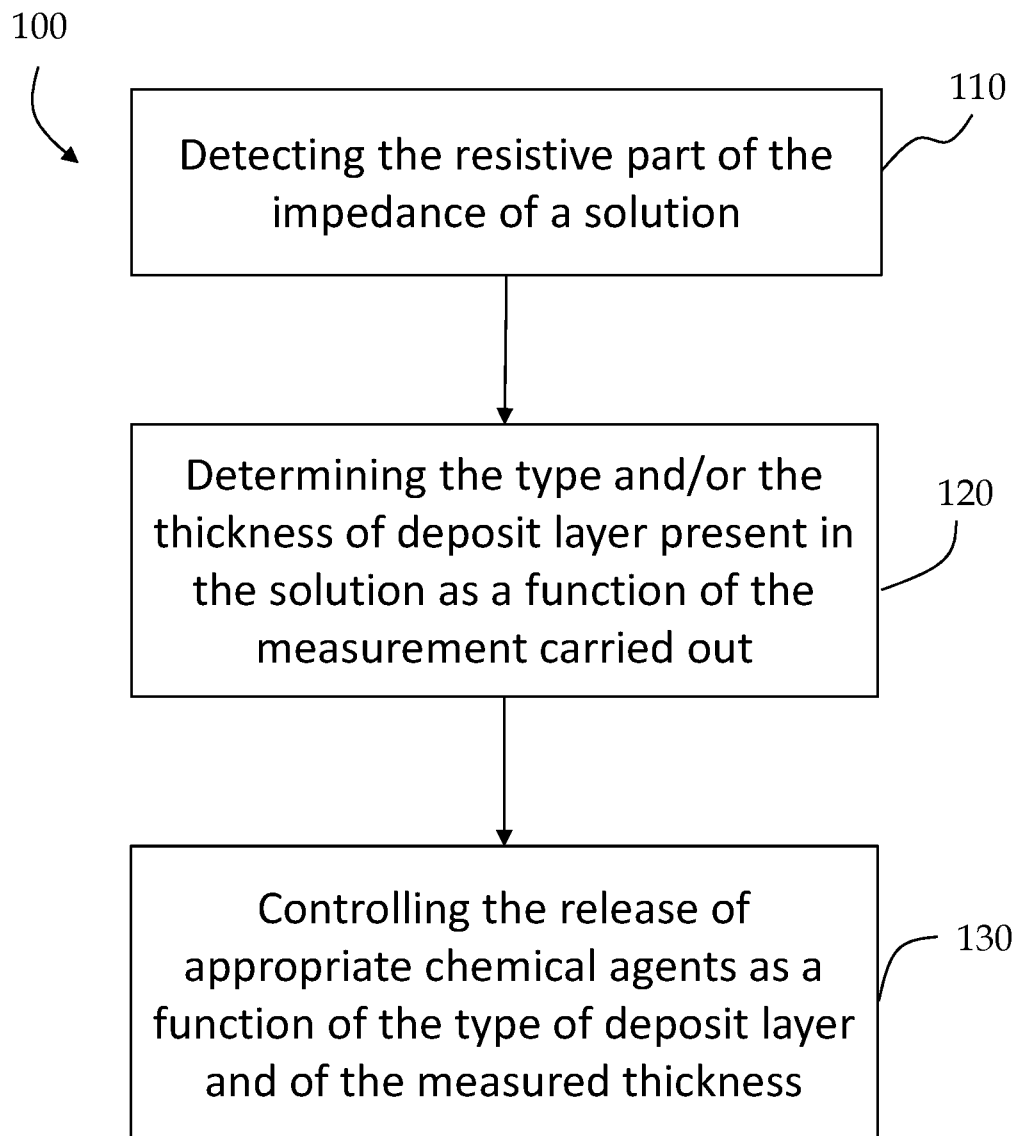 100
110
Detecting the resistive part of the
impedance of a solution
Determining the type and/or the
thickness of deposit layer present in
the solution as a function of the
measurement carried out
120
Controlling the release of
appropriate chemical agents as a
function of the type of deposit layer
and of the measured thickness
130